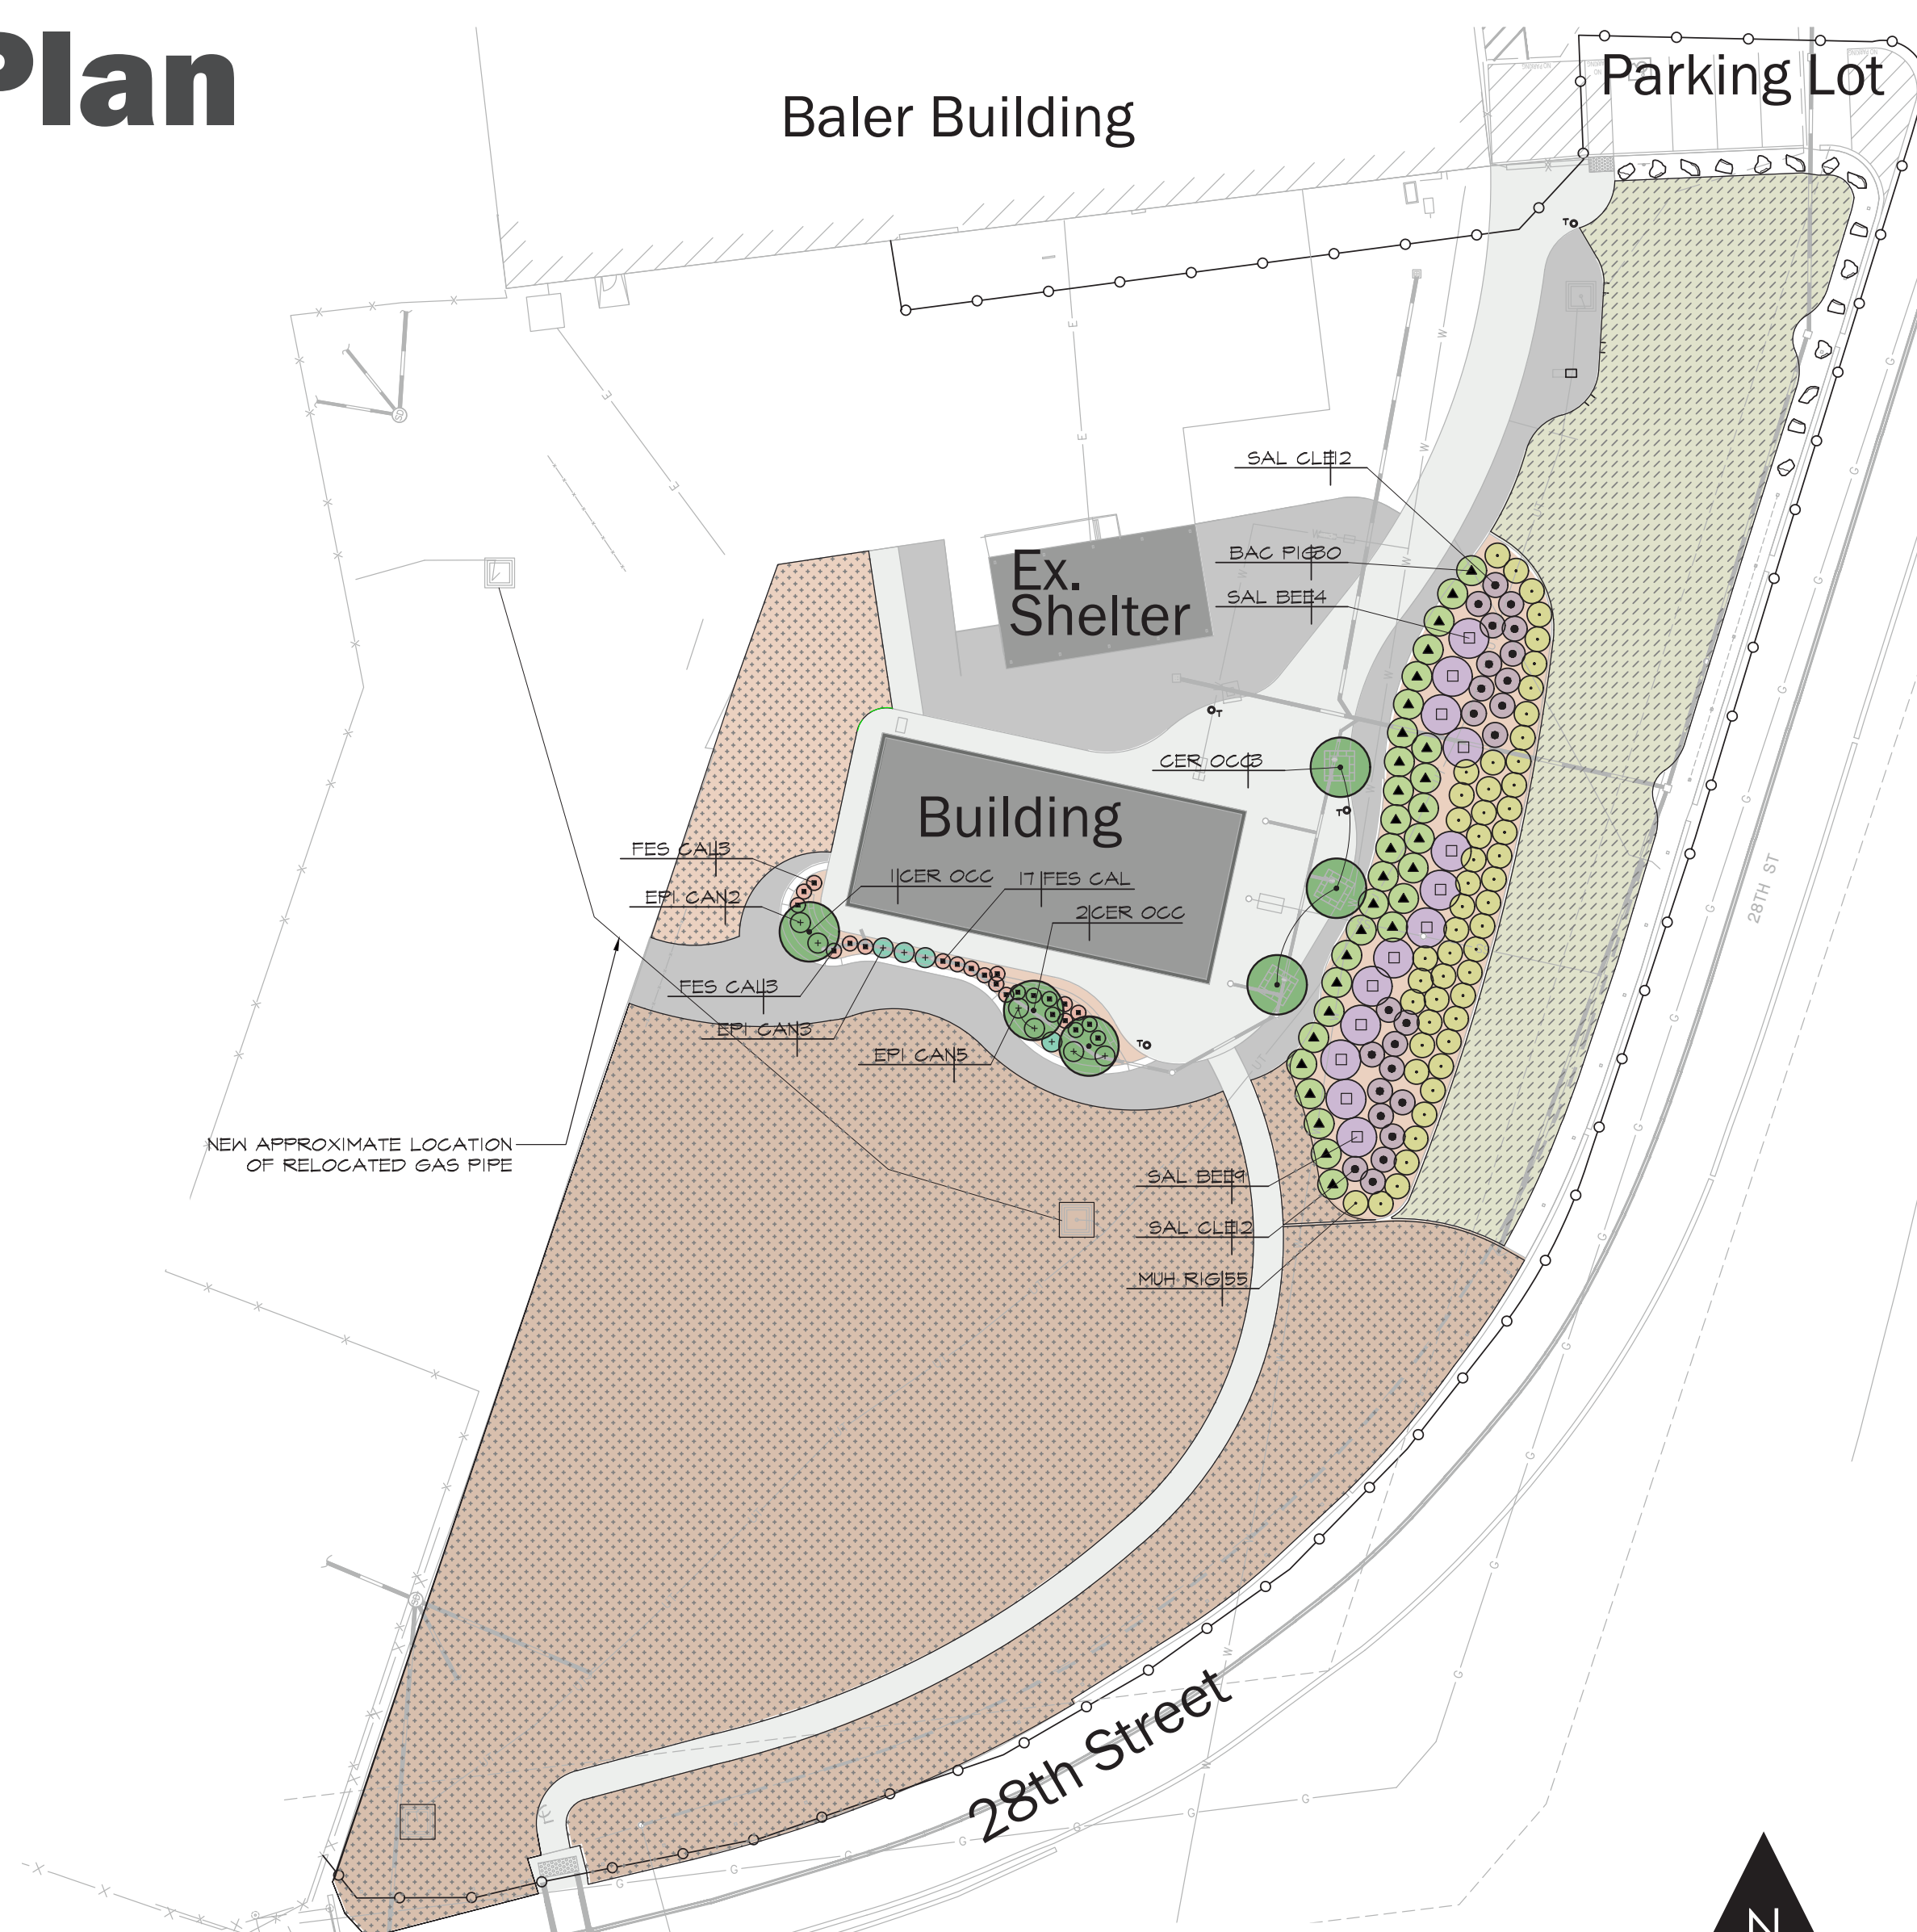 Plan
Baler Building
Parking Lot
SAL CLE 12
BAC PIG 30
Ex.
Shelter
SAL BEE 4
CER OCC 3
Building
FES CAL 3
1 CER OCC
17 FES CAL
EPI CAN 2
2 CER OCC
28TH ST
FES CAL 3
EPI CAN 3
EPI CAN 5
NEW APPROXIMATE LOCATION
OF RELOCATED GAS PIPE
SAL BEE 9
SAL CLE 12
MUH RIG 55
28th Street
N